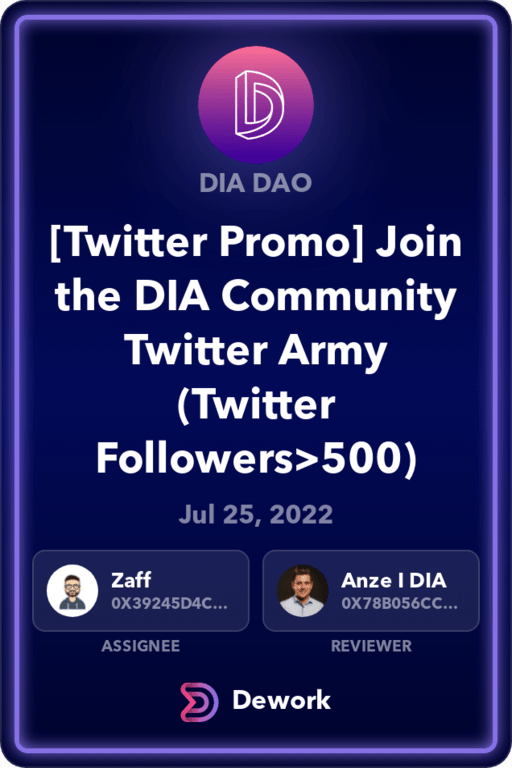 DIA DAO
[Twitter Promo] Join
the DIA Community
Twitter Army
(Twitter
Followers>500)
Jul 25, 2022
Zaff
0X39245D4C...
ASSIGNEE
Anze I DIA
0X78B056CC...
REVIEWER
Dework